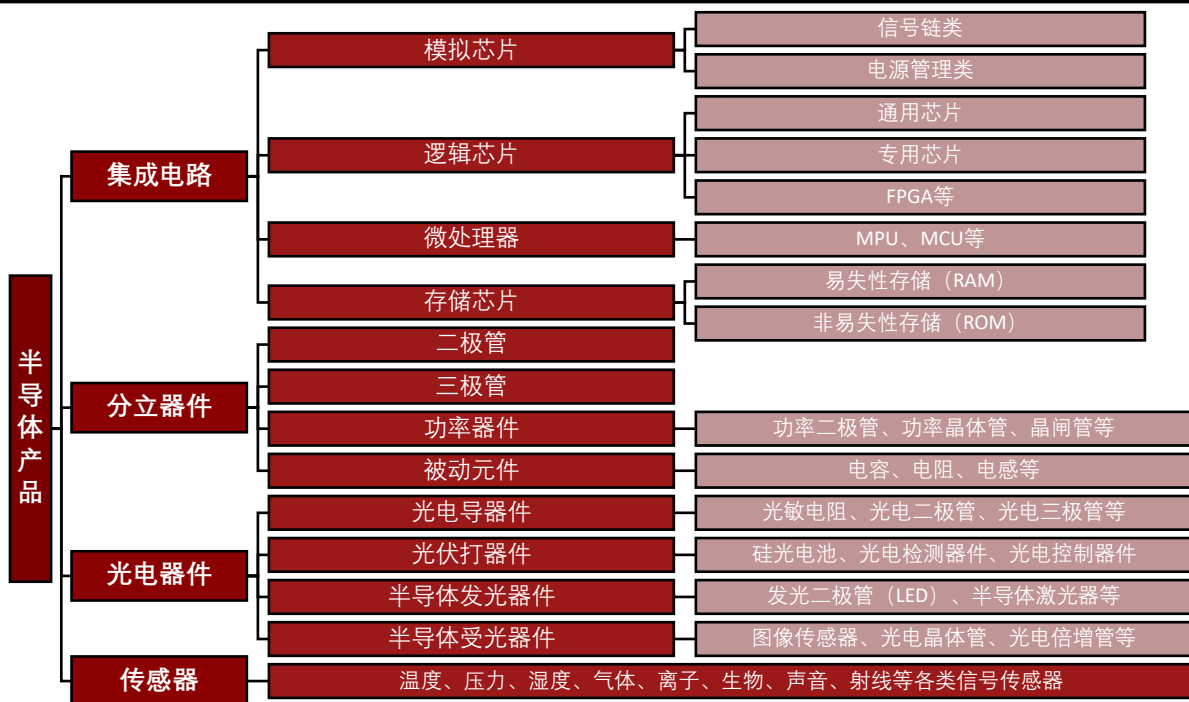 半导体产品
集成电路
模拟芯片
信号链类
电源管理类
逻辑芯片
通用芯片
专用芯片
FPGA等
微处理器
MPU、MCU等
存储芯片
易失性存储（RAM）
非易失性存储（ROM）
分立器件
二极管
三极管
功率器件
功率二极管、功率晶体管、晶闸管等
被动元件
电容、电阻、电感等
光电器件
光电导器件
光敏电阻、光电二极管、光电三极管等
光伏打器件
硅光电池、光电检测器件、光电控制器件
半导体发光器件
发光二极管（LED）、半导体激光器等
半导体受光器件
图像传感器、光电晶体管、光电倍增管等
传感器
温度、压力、湿度、气体、离子、生物、声音、射线等各类信号传感器